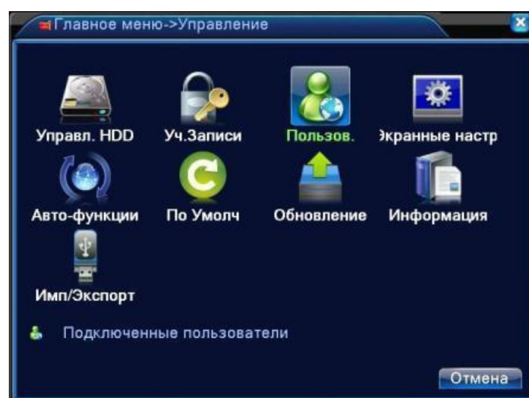 Главное меню->Управление
Управл. HDD Уч.Записи Пользов. Экранные настр
Авто-функции По Умолч Обновление Информация
Имп/Экспорт
Подключенные пользователи
Отмена